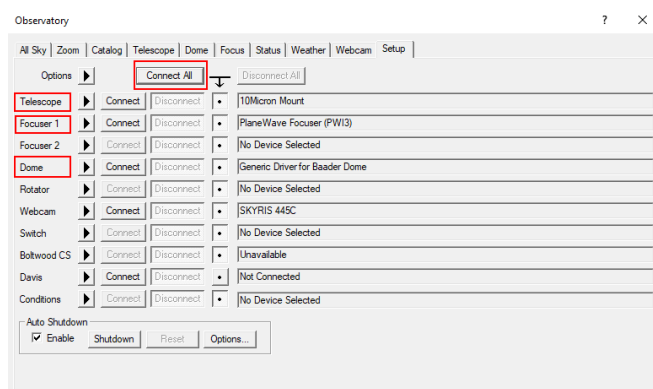 Observatory ? ×
All Sky Zoom Catalog Telescope Dome Focus Status Weather Webcam Setup
Options Connect All Disconnect All
Telescope Connect Disconnect 10Micron Mount
Focuser 1 Connect Disconnect PlaneWave Focuser (PWI3)
Focuser 2 Connect Disconnect No Device Selected
Dome Connect Disconnect Generic Driver for Baader Dome
Rotator Connect Disconnect No Device Selected
Webcam Connect Disconnect SKYRIS 445C
Switch Connect Disconnect No Device Selected
Boltwood CS Connect Disconnect Unavailable
Davis Connect Disconnect Not Connected
Conditions Connect Disconnect No Device Selected
Auto Shutdown
Enable Shutdown Reset Options...